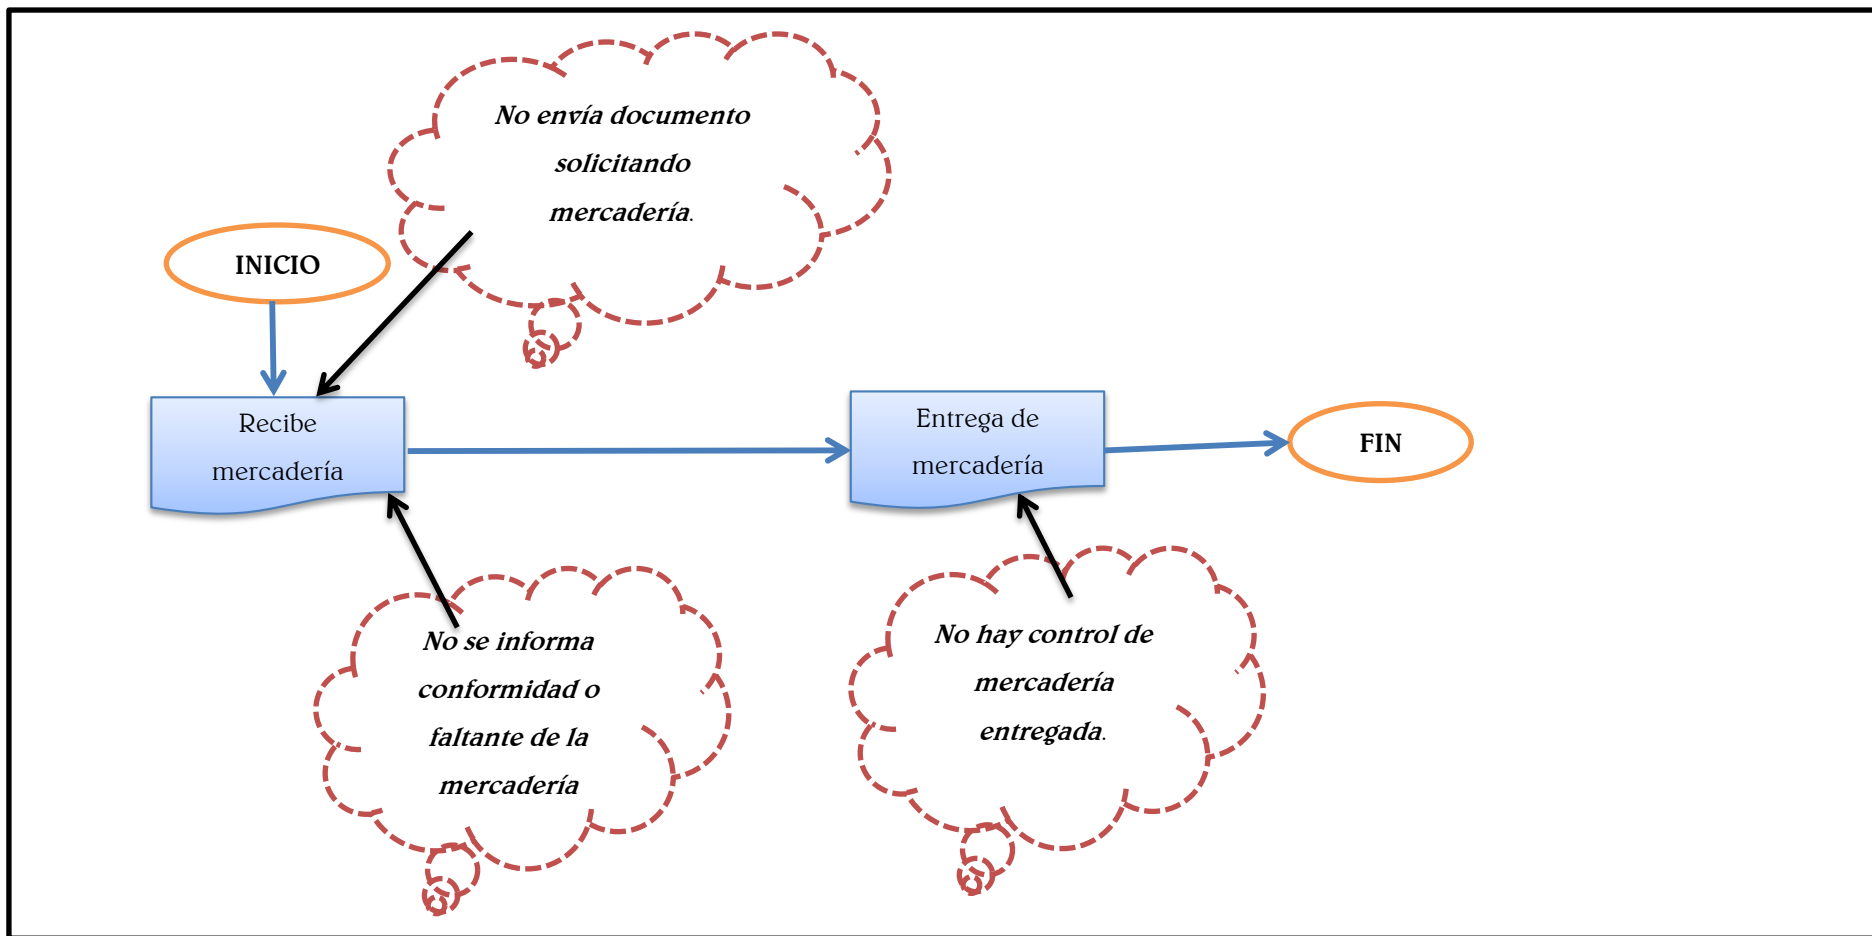 No envía documento
solicitando
mercadería.
INICIO
Recibe
mercadería
Entrega de
mercadería
FIN
No se informa
conformidad o
faltante de la
mercadería
No hay control de
mercadería
entregada.